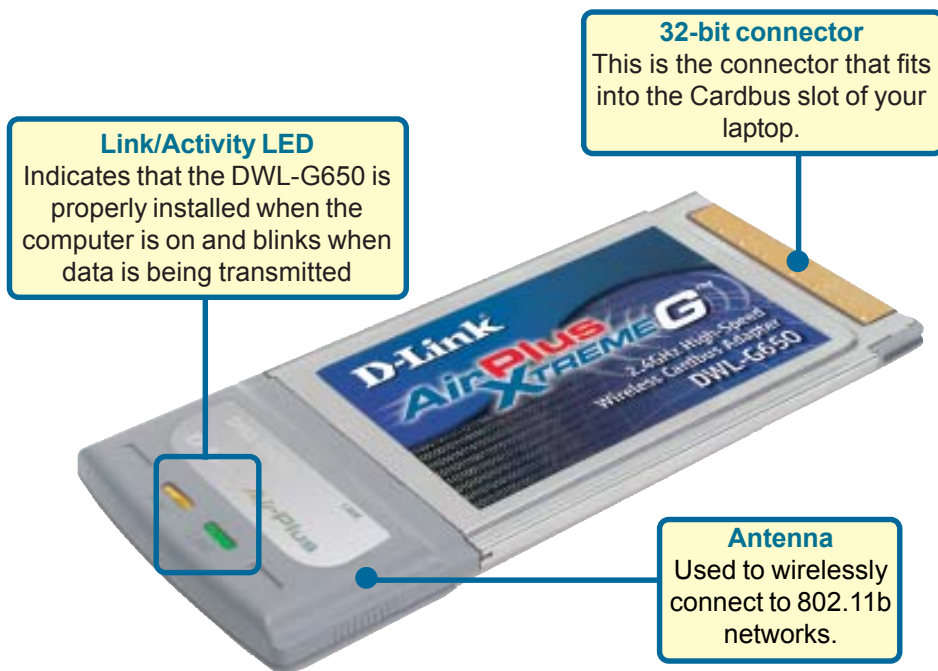 32-bit connector
This is the connector that fits
into the Cardbus slot of your
laptop.
Link/Activity LED
Indicates that the DWL-G650 is
properly installed when the
computer is on and blinks when
data is being transmitted
D-Link
AirPlus
XTREMEG™
2.4GHz High-Speed
Wireless Cardbus Adapter
DWL-G650
Air-Plus
Antenna
Used to wirelessly
connect to 802.11b
networks.